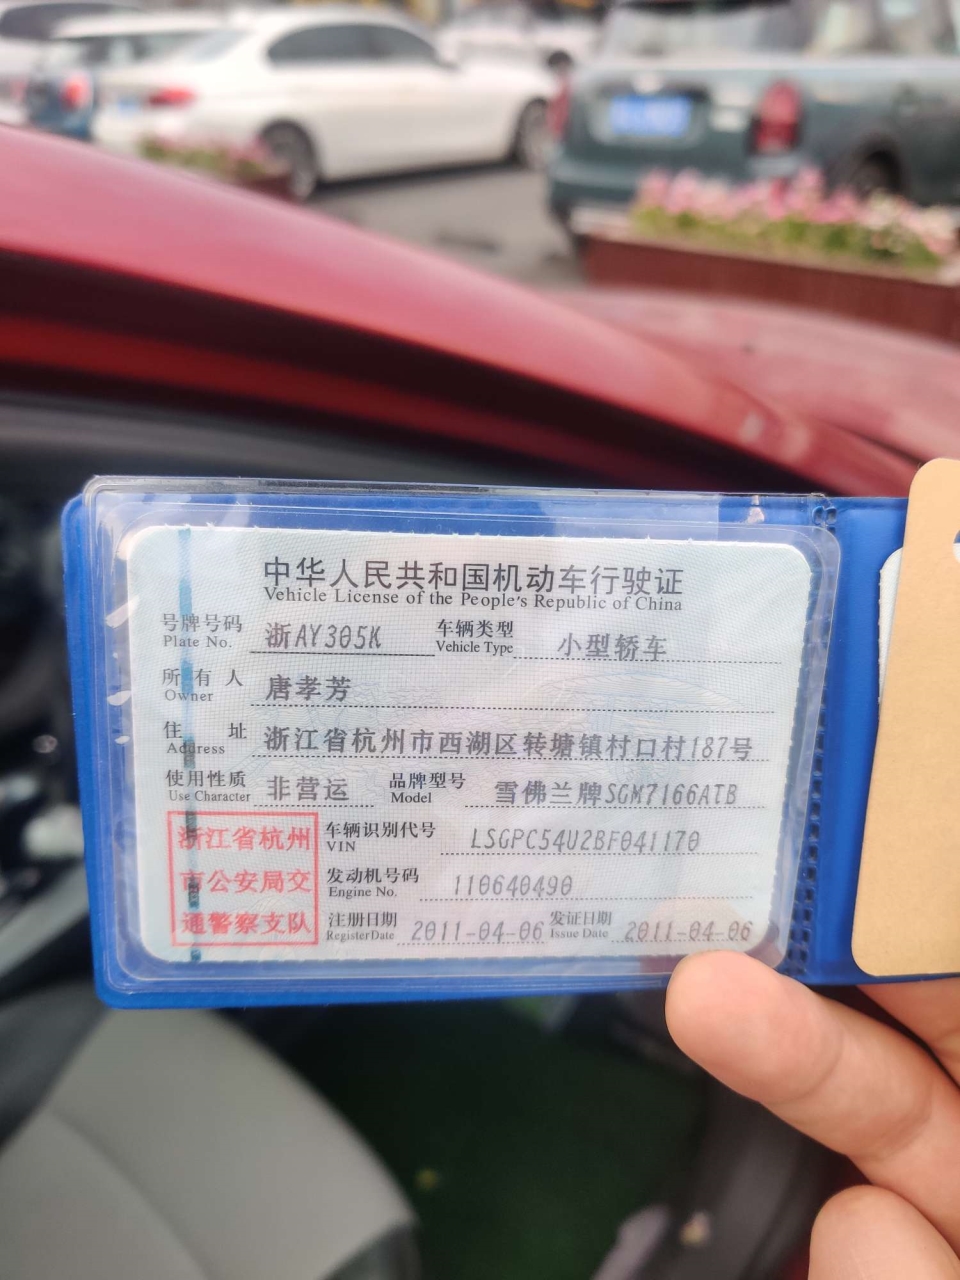 中华人民共和国机动车行驶证
Vehicle License of the People's Republic of China
号牌号码 浙AY305K 车辆类型 小型轿车
Plate No. Vehicle Type
所有人 唐孝芳
Owner
住址 浙江省杭州市西湖区转塘镇村口村187号
Address
使用性质 非营运 品牌型号 雪佛兰牌SGM7166ATB
Use Character Model
浙江省杭州
市公安局交
通警察支队
车辆识别代号 LSGPC54U2BF041170
VIN
发动机号码 110640490
Engine No.
注册日期 2011-04-06 发证日期 2011-04-06
Register Date Issue Date